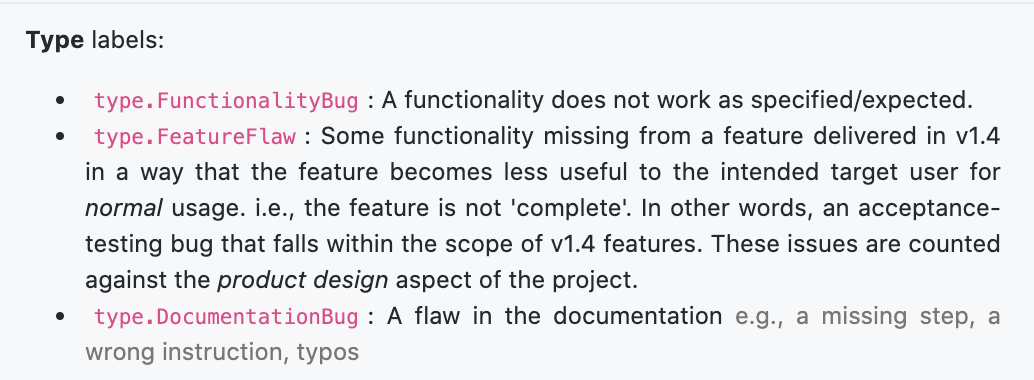 Type labels:
• type.FunctionalityBug : A functionality does not work as specified/expected.
• type.FeatureFlaw : Some functionality missing from a feature delivered in v1.4
in a way that the feature becomes less useful to the intended target user for
normal usage. i.e., the feature is not 'complete'. In other words, an acceptance-
testing bug that falls within the scope of v1.4 features. These issues are counted
against the product design aspect of the project.
• type.DocumentationBug : A flaw in the documentation e.g., a missing step, a
wrong instruction, typos